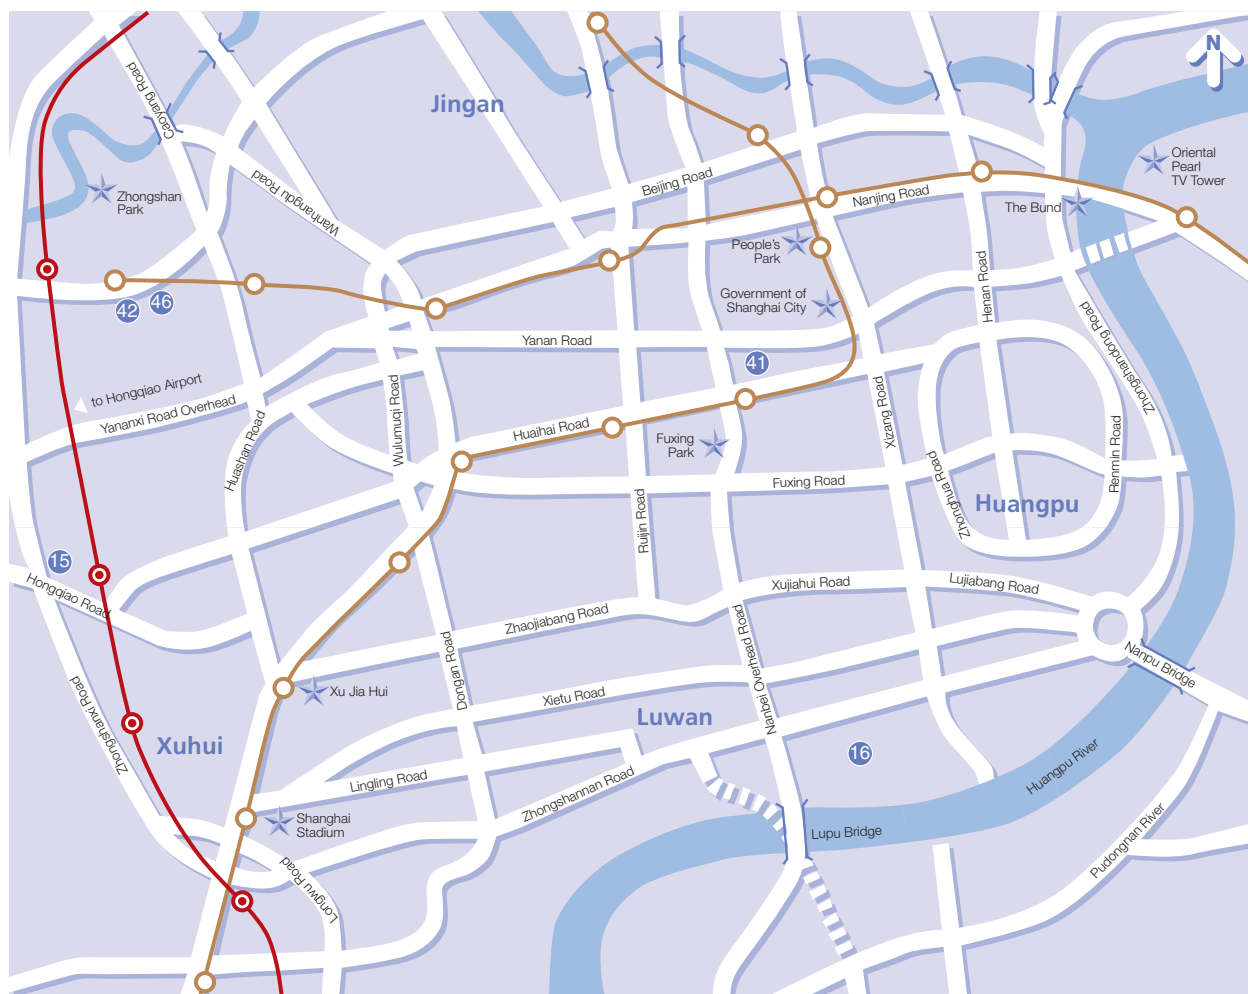 N
Jingan
Caoyang Road
Oriental
Pearl
TV Tower
Zhongshan
Park
Wanhangdu Road
Beijing Road
Nanjing Road
The Bund
People's
Park
Henan Road
Government of
Shanghai City
42
46
Zhongshandong Road
Yanan Road
41
to Hongqiao Airport
Yananxi Road Overhead
Wulumuqi Road
Xizang Road
Huashan Road
Huaihai Road
Fuxing
Park
Renmin Road
Fuxing Road
Zhonghua Road
Huangpu
Ruijin Road
15
Hongqiao Road
Xujiahui Road
Lujiabang Road
Zhaojiabang Road
Nanbei Overhead Road
Dongan Road
Nanpu Bridge
Xu Jia Hui
Xietu Road
Zhongshanxi Road
Luwan
Xuhui
16
Huangpu River
Lingling Road
Zhongshannan Road
Shanghai
Stadium
Lupu Bridge
Pudongnan River
Longwu Road